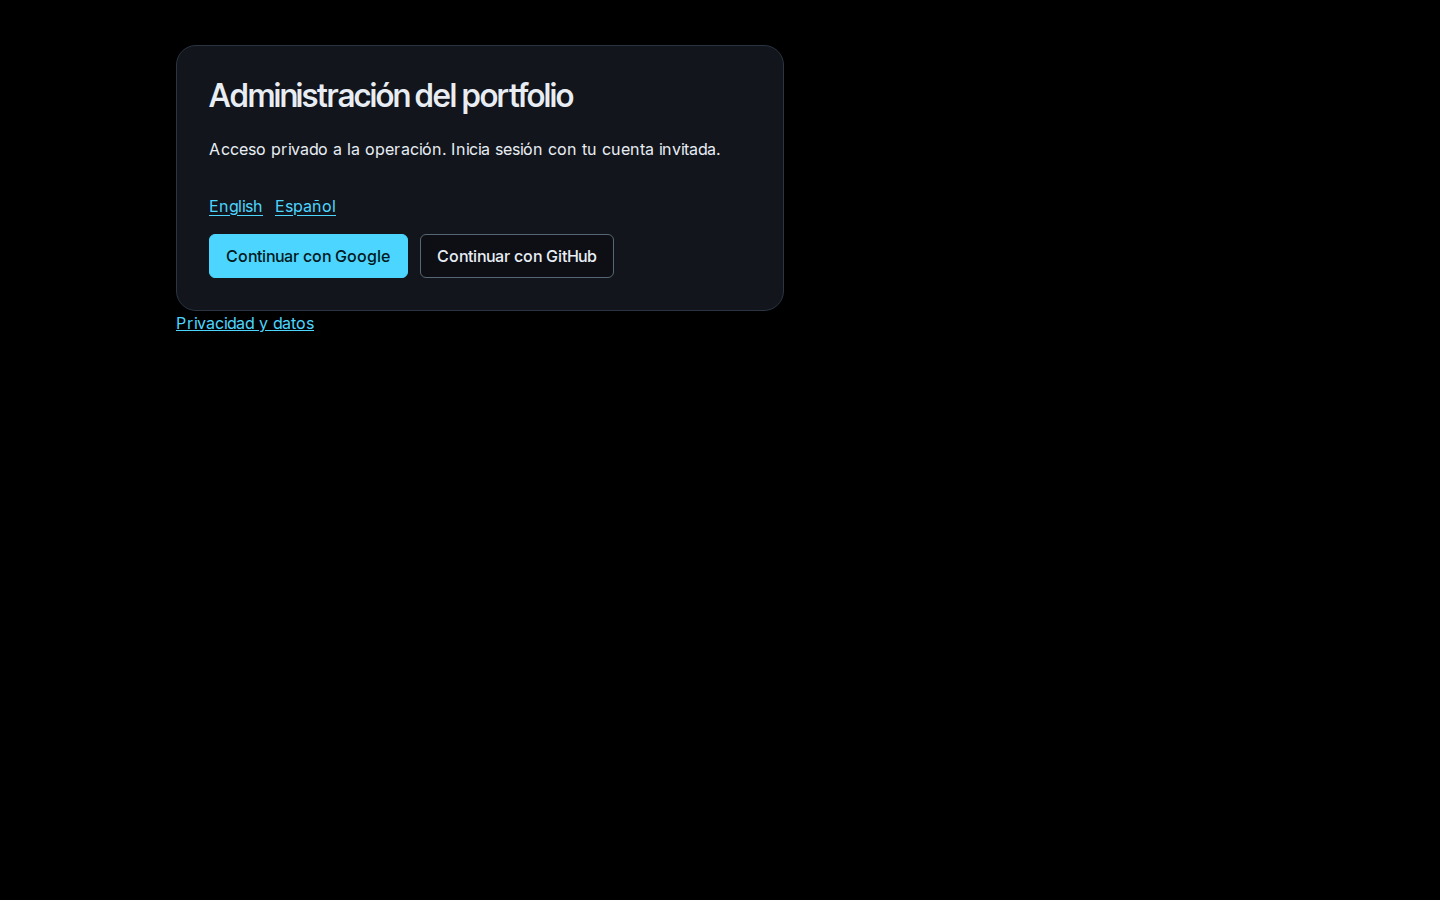 Administración del portfolio
Acceso privado a la operación. Inicia sesión con tu cuenta invitada.
English Español
Continuar con Google Continuar con GitHub
Privacidad y datos